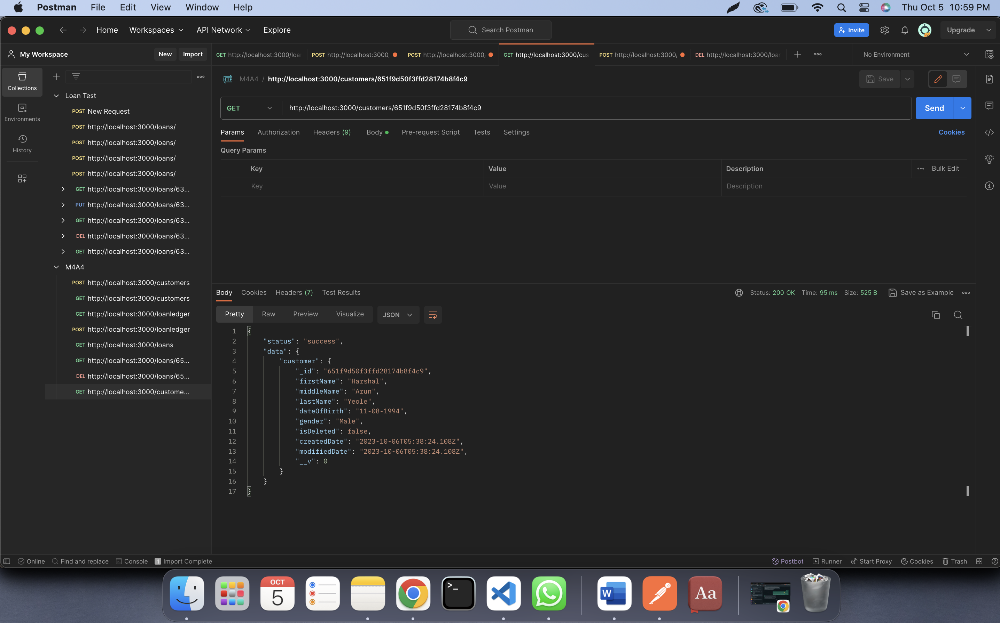 Postman File Edit View Window Help Thu Oct 5 10:59 PM
Home Workspaces API Network Explore Search Postman Invite Upgrade
My Workspace New Import
GET http://localhost:3000/loa POST http://localhost:3000, POST http://localhost:3000, GET http://localhost:3000/cus POST http://localhost:3000, DEL http://localhost:3000/loar No Environment
Collections
Environments
History
Loan Test
POST New Request
POST http://localhost:3000/loans/
POST http://localhost:3000/loans/
POST http://localhost:3000/loans/
POST http://localhost:3000/loans/
GET http://localhost:3000/loans/63...
PUT http://localhost:3000/loans/63...
GET http://localhost:3000/loans/63...
DEL http://localhost:3000/loans/63...
GET http://localhost:3000/loans/63...
M4A4
POST http://localhost:3000/customers
GET http://localhost:3000/customers
GET http://localhost:3000/loanledger
POST http://localhost:3000/loanledger
GET http://localhost:3000/loans
GET http://localhost:3000/loans/65...
DEL http://localhost:3000/loans/65...
GET http://localhost:3000/custome...
HTTP M4A4 / http://localhost:3000/customers/651f9d50f3ffd28174b8f4c9 Save
GET http://localhost:3000/customers/651f9d50f3ffd28174b8f4c9 Send
Params Authorization Headers (9) Body Pre-request Script Tests Settings Cookies
Query Params
Key Value Description Bulk Edit
Key Value Description
Body Cookies Headers (7) Test Results Status: 200 OK Time: 95 ms Size: 525 B Save as Example
Pretty Raw Preview Visualize JSON
1 {
2 "status": "success",
3 "data": {
4 "customer": {
5 "_id": "651f9d50f3ffd28174b8f4c9",
6 "firstName": "Harshal",
7 "middleName": "Arun",
8 "lastName": "Yeole",
9 "dateOfBirth": "11-08-1994",
10 "gender": "Male",
11 "isDeleted": false,
12 "createdDate": "2023-10-06T05:38:24.108Z",
13 "modifiedDate": "2023-10-06T05:38:24.108Z",
14 "__v": 0
15 }
16 }
17 }
Online Find and replace Console 1 Import Complete Postbot Runner Start Proxy Cookies Trash
OCT
5
>_
W
Aa